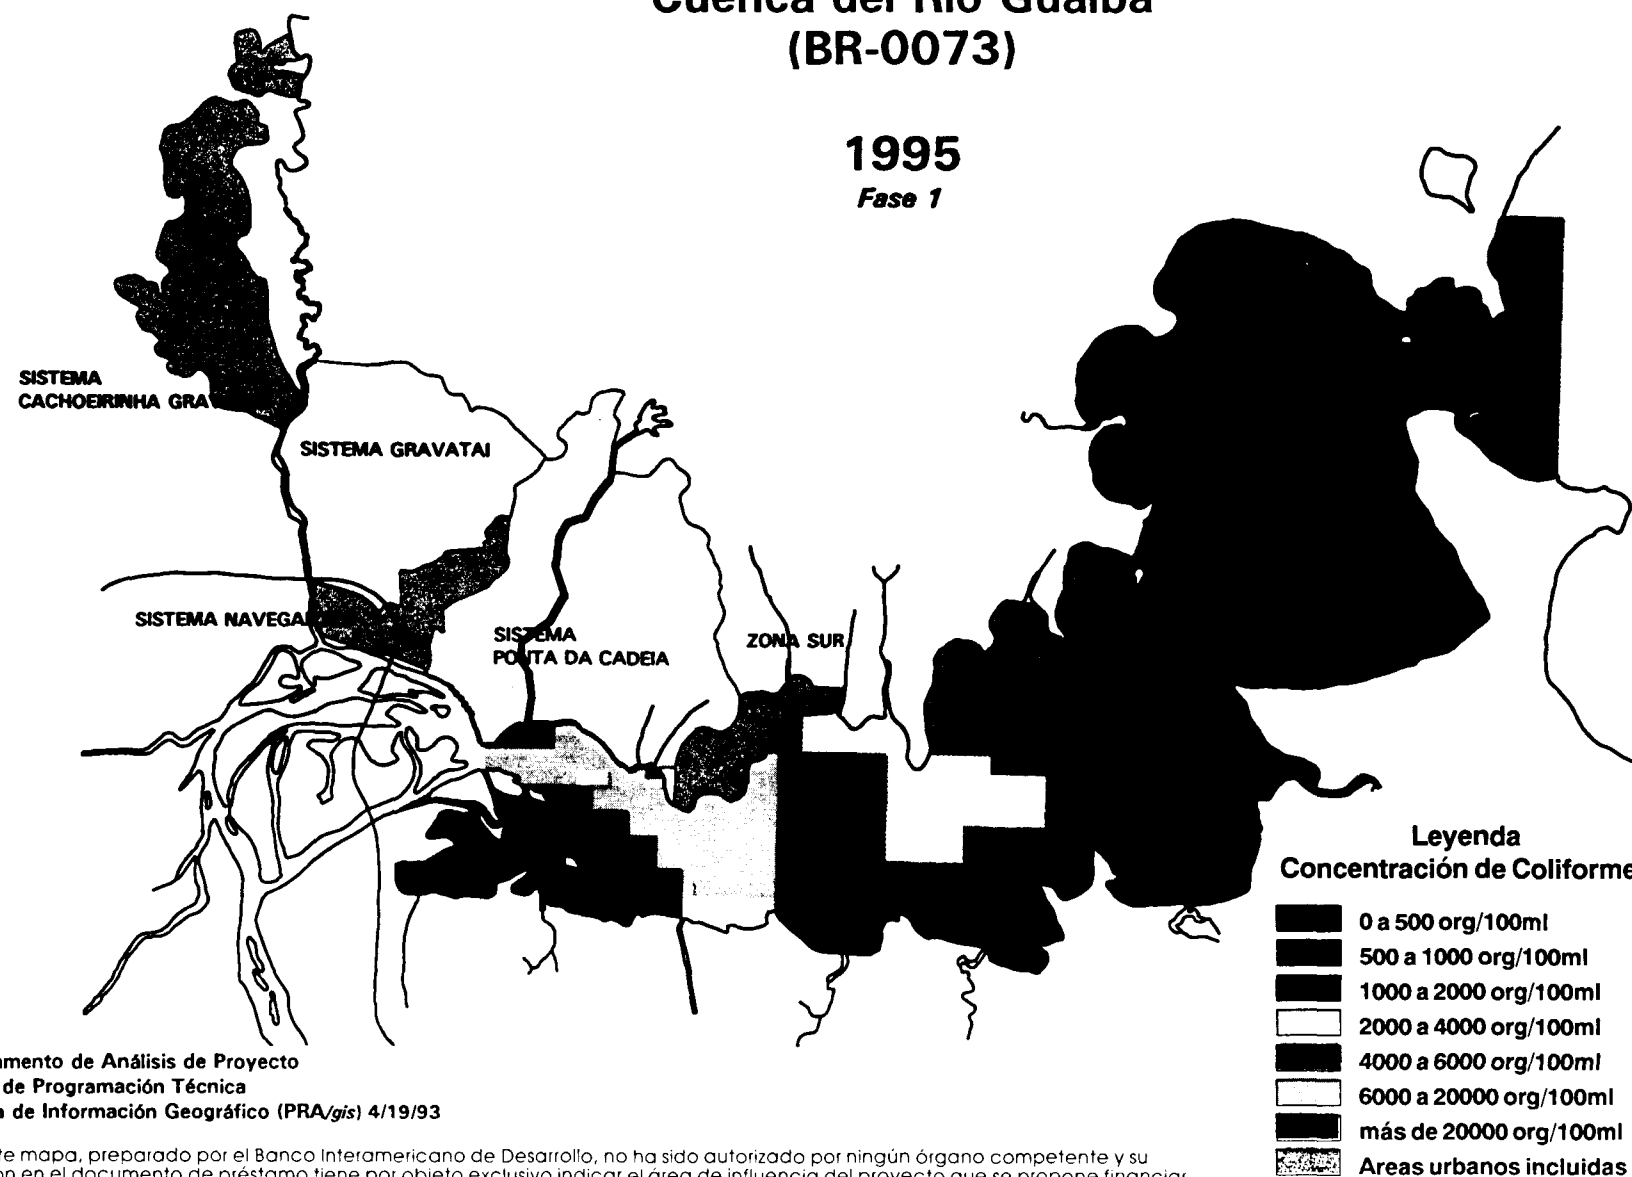 Cuenca del Río Guaíba
(BR-0073)
1995
Fase 1
SISTEMA
CACHOEIRINHA GRAV
SISTEMA GRAVATAI
SISTEMA NAVEGA
SISTEMA
PONTA DA CADEIA
ZONA SUR
Leyenda
Concentración de Coliforme
0 a 500 org/100ml
500 a 1000 org/100ml
1000 a 2000 org/100ml
2000 a 4000 org/100ml
4000 a 6000 org/100ml
6000 a 20000 org/100ml
más de 20000 org/100ml
Areas urbanos incluidas
amento de Análisis de Proyecto
de Programación Técnica
de Información Geográfico (PRA/gis) 4/19/93
te mapa, preparado por el Banco Interamericano de Desarrollo, no ha sido autorizado por ningún órgano competente y su
on en el documento de préstamo tiene por objeto exclusivo indicar el área de influencia del proyecto que se propone financiar